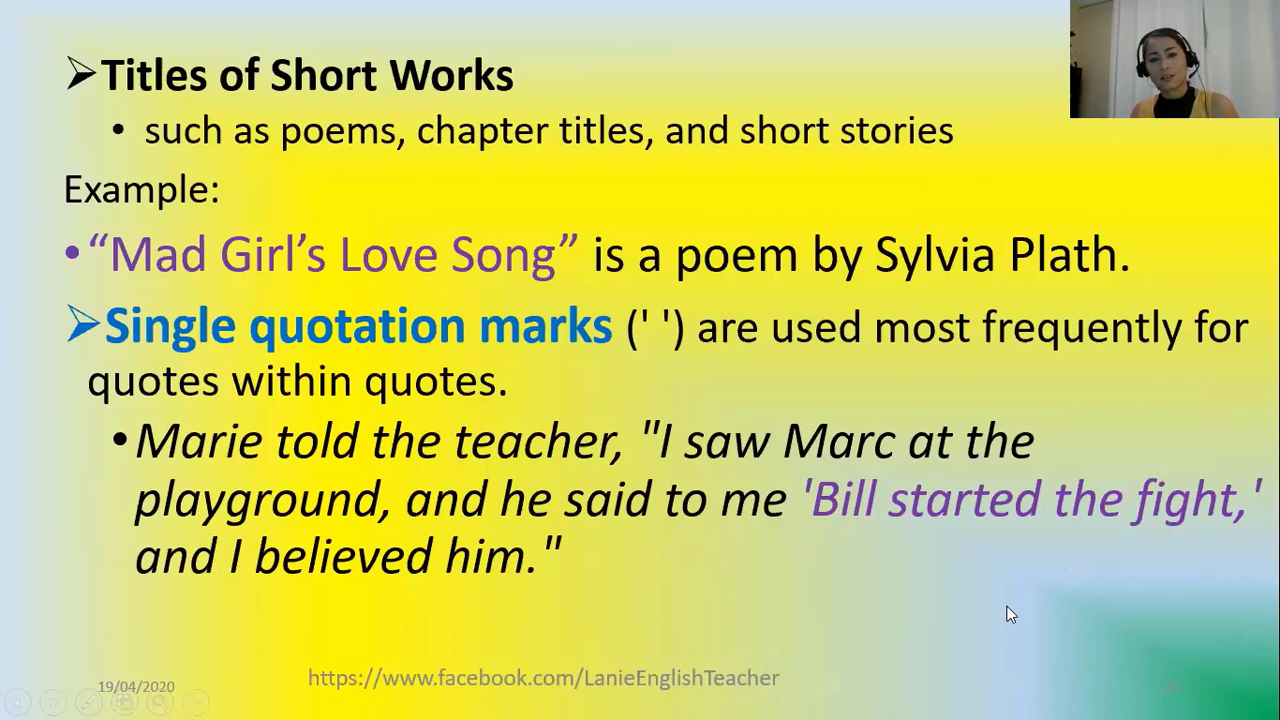 ➢Titles of Short Works
• such as poems, chapter titles, and short stories
Example:
•“Mad Girl’s Love Song” is a poem by Sylvia Plath.
➢Single quotation marks (' ') are used most frequently for
quotes within quotes.
•Marie told the teacher, "I saw Marc at the
playground, and he said to me 'Bill started the fight,'
and I believed him."
19/04/2020
https://www.facebook.com/LanieEnglishTeacher